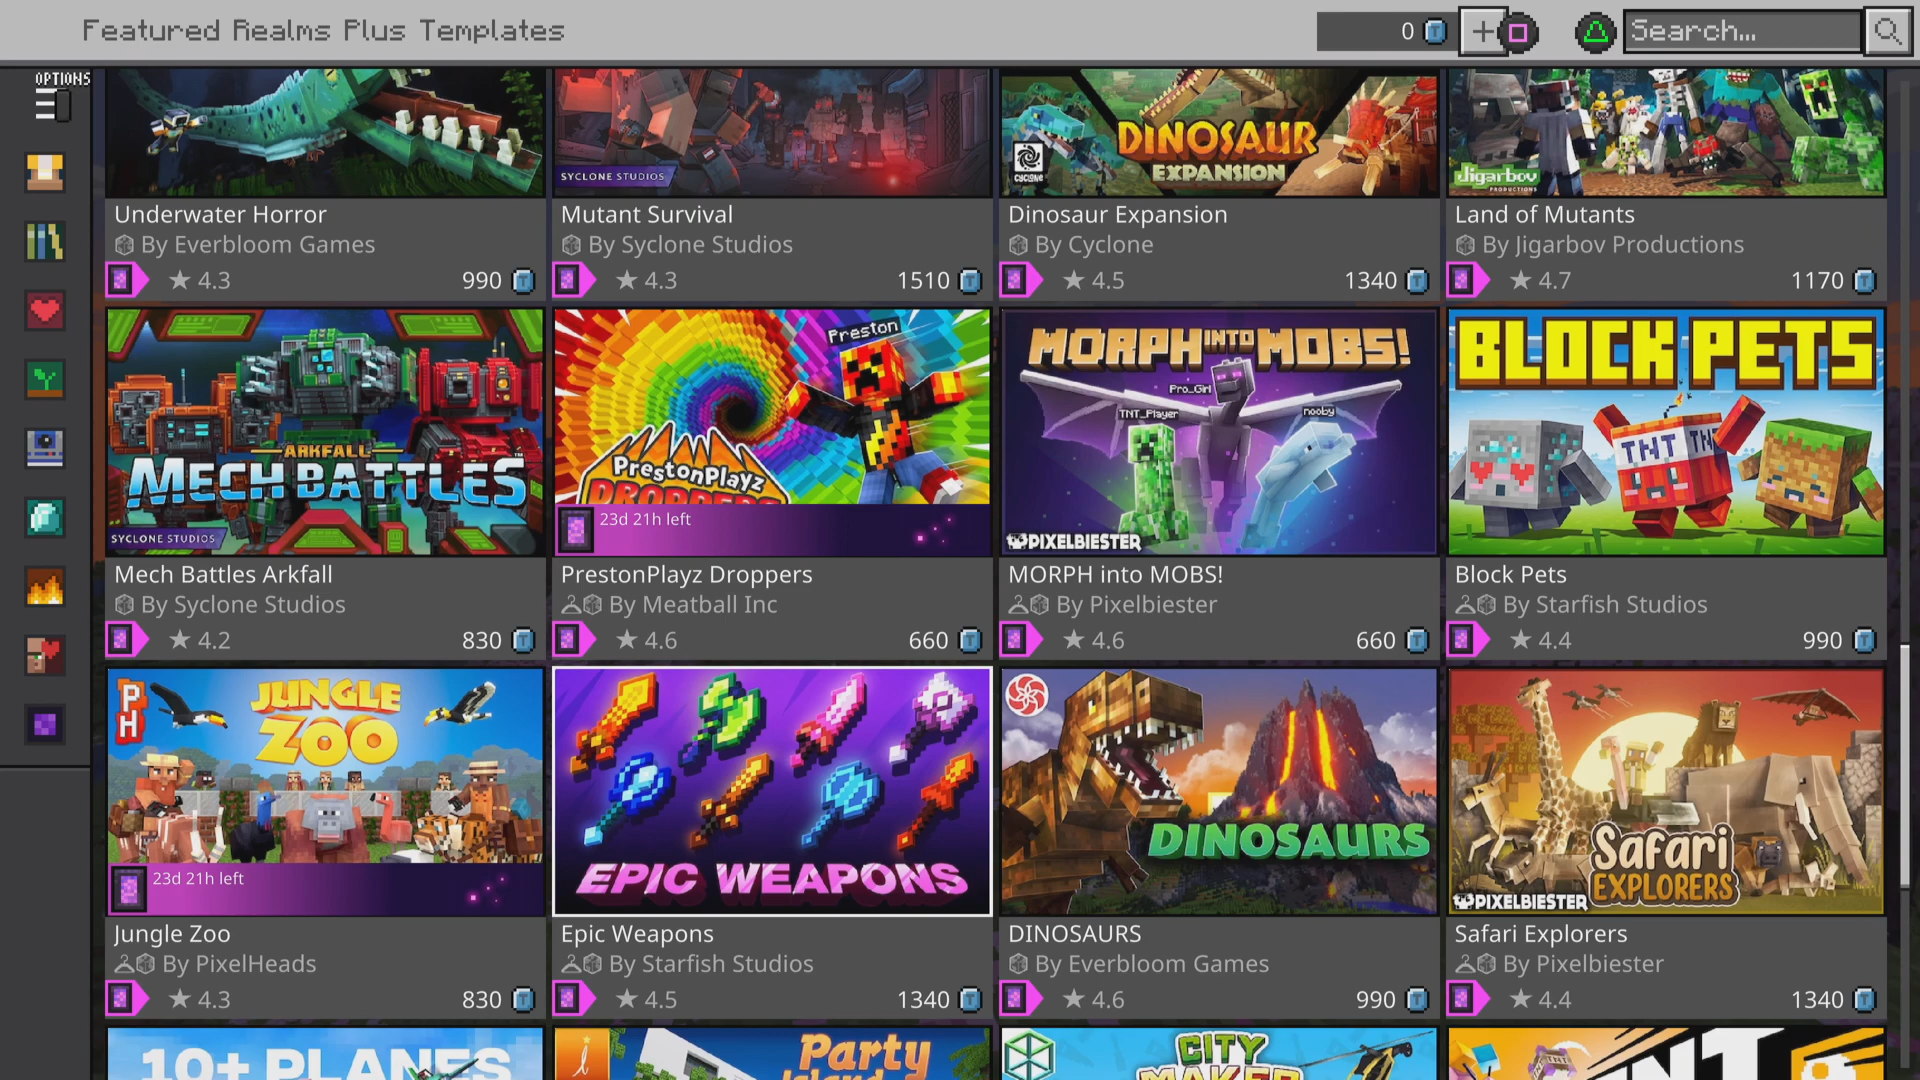 Featured Realms Plus Templates
0
Search...
OPTIONS
SYCLONE STUDIOS
CYCLONE
DINOSAUR
EXPANSION
Jigarbov
PRODUCTIONS
Underwater Horror
By Everbloom Games
4.3
990
Mutant Survival
By Syclone Studios
4.3
1510
Dinosaur Expansion
By Cyclone
4.5
1340
Land of Mutants
By Jigarbov Productions
4.7
1170
ARKFALL
MECH BATTLES
SYCLONE STUDIOS
Preston
PrestonPlayz
DROPPERS
23d 21h left
MORPH INTO MOBS!
Pro_Girl
TNT_Player
nooby
PIXELBIESTER
BLOCK PETS
TNT
Mech Battles Arkfall
By Syclone Studios
4.2
830
PrestonPlayz Droppers
By Meatball Inc
4.6
660
MORPH into MOBS!
By Pixelbiester
4.6
660
Block Pets
By Starfish Studios
4.4
990
PH
JUNGLE
ZOO
23d 21h left
EPIC WEAPONS
DINOSAURS
Safari
EXPLORERS
PIXELBIESTER
Jungle Zoo
By PixelHeads
4.3
830
Epic Weapons
By Starfish Studios
4.5
1340
DINOSAURS
By Everbloom Games
4.6
990
Safari Explorers
By Pixelbiester
4.4
1340
10+ PLANES
Party
CITY
MAKER